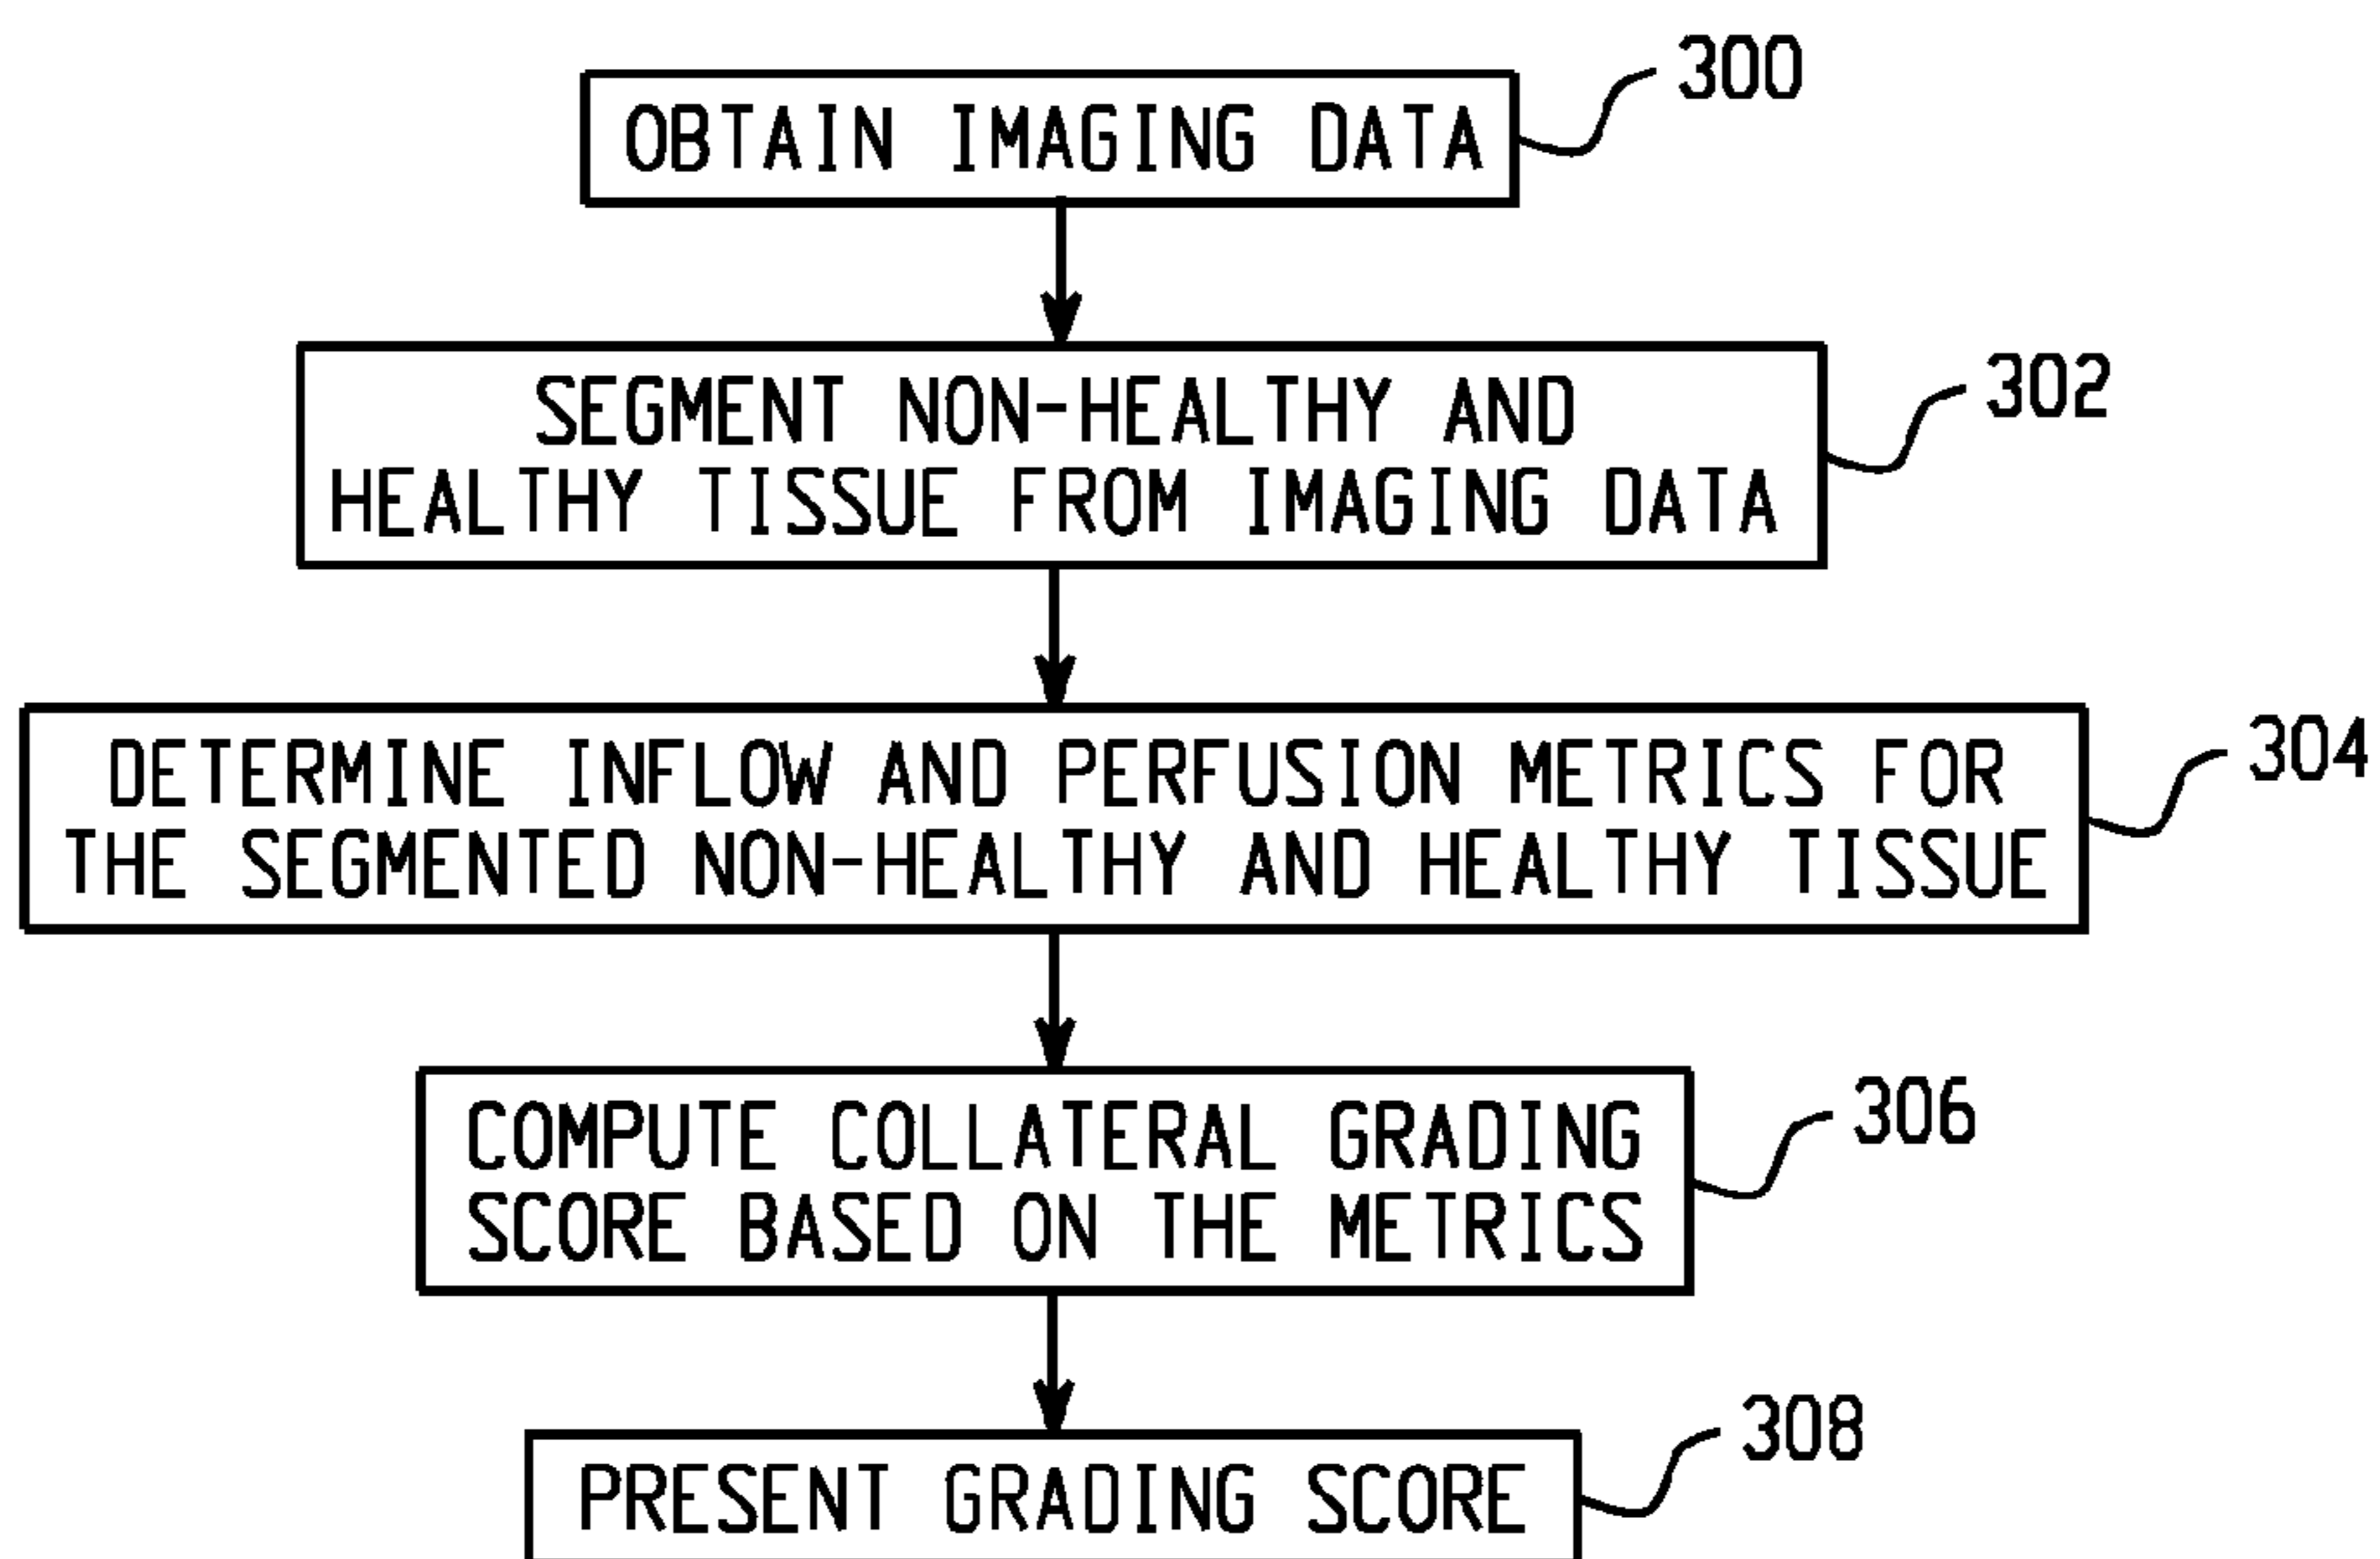 300
OBTAIN IMAGING DATA
302
SEGMENT NON-HEALTHY AND
HEALTHY TISSUE FROM IMAGING DATA
304
DETERMINE INFLOW AND PERFUSION METRICS FOR
THE SEGMENTED NON-HEALTHY AND HEALTHY TISSUE
306
COMPUTE COLLATERAL GRADING
SCORE BASED ON THE METRICS
308
PRESENT GRADING SCORE